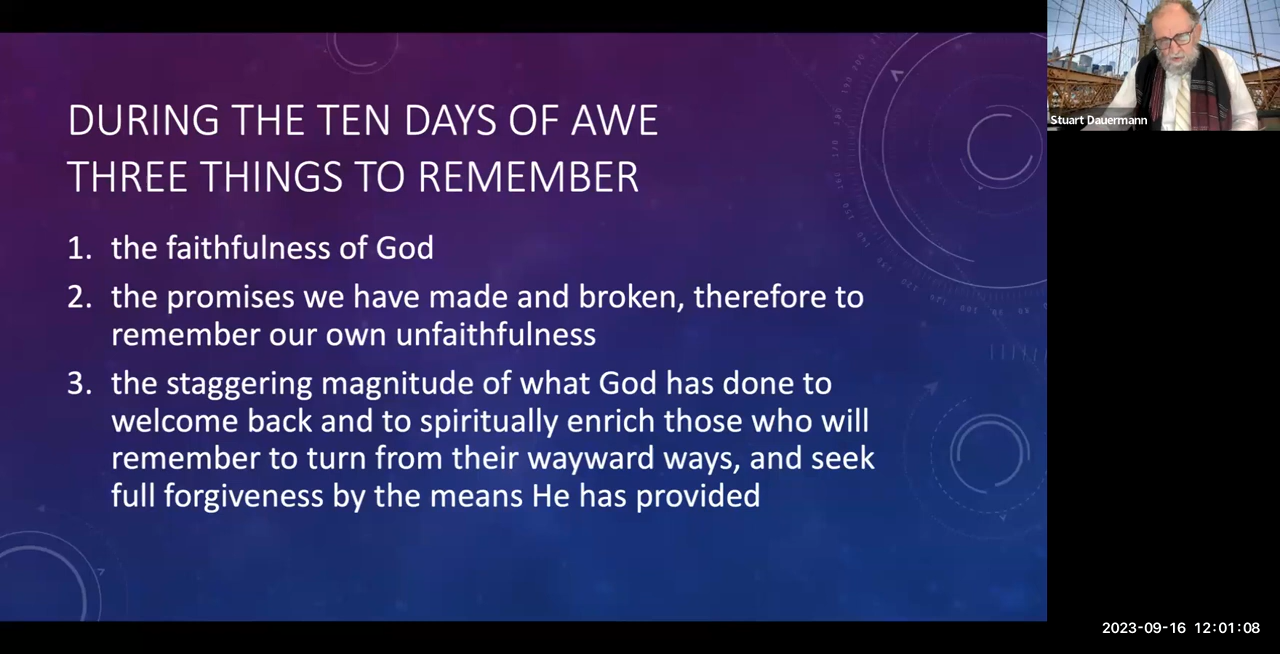 DURING THE TEN DAYS OF AWE
THREE THINGS TO REMEMBER
1. the faithfulness of God
2. the promises we have made and broken, therefore to
remember our own unfaithfulness
3. the staggering magnitude of what God has done to
welcome back and to spiritually enrich those who will
remember to turn from their wayward ways, and seek
full forgiveness by the means He has provided
Stuart Dauermann
2023-09-16 12:01:08